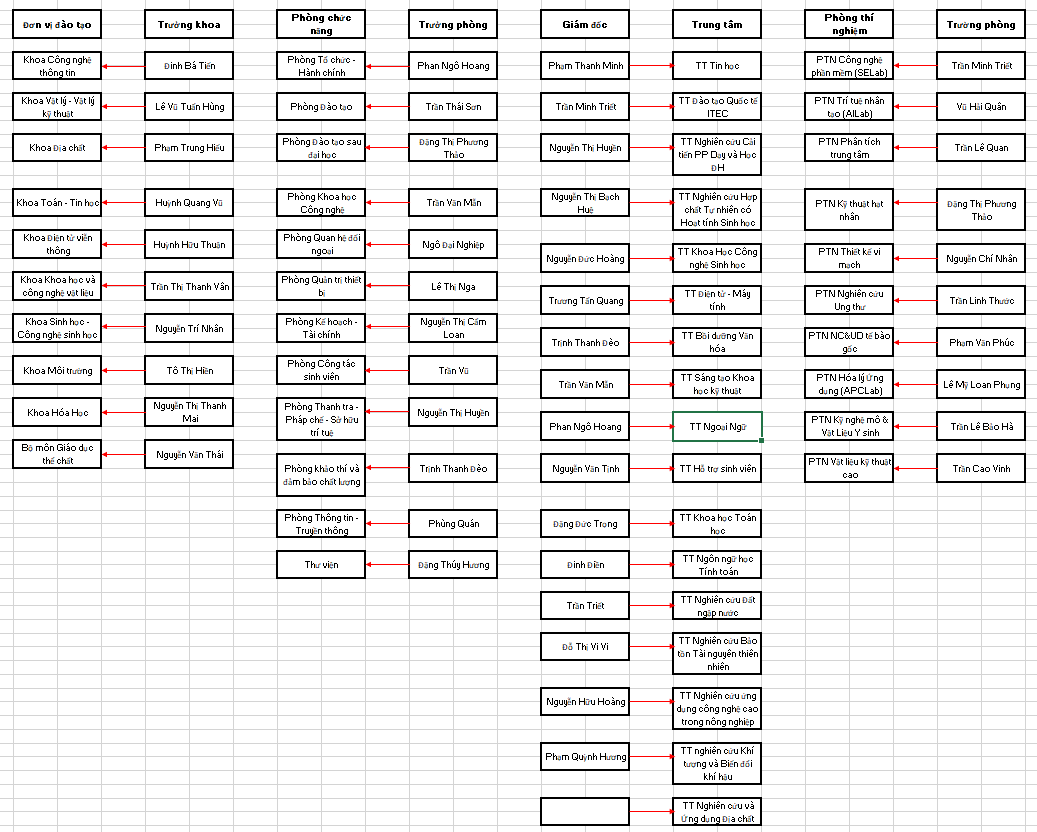 Đơn vị đào tạo
Trưởng khoa
Phòng chức
năng
Trưởng phòng
Giám đốc
Trung tâm
Phòng thí
nghiệm
Trưởng phòng
Khoa Công nghệ
thông tin
Đinh Bá Tiến
Phòng Tổ chức -
Hành chính
Phan Ngô Hoang
Phạm Thanh Minh
TT Tin học
PTN Công nghệ
phần mềm (SELab)
Trần Minh Triết
Khoa Vật lý - Vật lý
kỹ thuật
Lê Vũ Tuấn Hùng
Phòng Đào tạo
Trần Thái Sơn
Trần Minh Triết
TT Đào tạo Quốc tế
ITEC
PTN Trí tuệ nhân
tạo (AILab)
Vũ Hải Quân
Khoa Địa chất
Phạm Trung Hiếu
Phòng Đào tạo sau
đại học
Đặng Thị Phương
Thảo
Nguyễn Thị Huyền
TT Nghiên cứu Cải
tiến PP Dạy và Học
ĐH
PTN Phân tích
trung tâm
Trần Lê Quan
Khoa Toán - Tin học
Huỳnh Quang Vũ
Phòng Khoa học
Công nghệ
Trần Văn Mẫn
Nguyễn Thị Bạch
Huệ
TT Nghiên cứu Hợp
chất Tự nhiên có
Hoạt tính Sinh học
PTN Kỹ thuật hạt
nhân
Đặng Thị Phương
Thảo
Khoa Điện tử viễn
thông
Huỳnh Hữu Thuận
Phòng Quan hệ đối
ngoại
Ngô Đại Nghiệp
Nguyễn Đức Hoàng
TT Khoa Học Công
nghệ Sinh học
PTN Thiết kế vi
mạch
Nguyễn Chí Nhân
Khoa Khoa học và
công nghệ vật liệu
Trần Thị Thanh Vân
Phòng Quản trị thiết
bị
Lê Thị Nga
Trương Tấn Quang
TT Điện tử - Máy
tính
PTN Nghiên cứu
Ung thư
Trần Linh Thước
Khoa Sinh học -
Công nghệ sinh học
Nguyễn Trí Nhân
Phòng Kế hoạch -
Tài chính
Nguyễn Thị Cẩm
Loan
Trịnh Thanh Đèo
TT Bồi dưỡng Văn
hóa
PTN NC&UD tế bào
gốc
Phạm Văn Phúc
Khoa Môi trường
Tô Thị Hiền
Phòng Công tác
sinh viên
Trần Vũ
Trần Văn Mẫn
TT Sáng tạo Khoa
học kỹ thuật
PTN Hóa lý Ứng
dụng (APCLab)
Lê Mỹ Loan Phụng
Khoa Hóa Học
Nguyễn Thị Thanh
Mai
Phòng Thanh tra -
Pháp chế - Sở hữu
trí tuệ
Nguyễn Thị Huyền
Phan Ngô Hoang
TT Ngoại Ngữ
PTN Kỹ nghệ mô &
Vật Liệu Y sinh
Trần Lê Bảo Hà
Bộ môn Giáo dục
thể chất
Nguyễn Văn Thái
Phòng khảo thí và
đảm bảo chất lượng
Trịnh Thanh Đèo
Nguyễn Văn Tịnh
TT Hỗ trợ sinh viên
PTN Vật liệu kỹ thuật
cao
Trần Cao Vinh
Phòng Thông tin -
Truyền thông
Phùng Quán
Đặng Đức Trọng
TT Khoa học Toán
học
Thư viện
Đặng Thúy Hương
Đinh Điền
TT Ngôn ngữ học
Tính toán
Trần Triết
TT Nghiên cứu Đất
ngập nước
Đỗ Thị Vi Vi
TT Nghiên cứu Bảo
tồn Tài nguyên thiên
nhiên
Nguyễn Hữu Hoàng
TT Nghiên cứu ứng
dụng công nghệ cao
trong nông nghiệp
Phạm Quỳnh Hương
TT nghiên cứu Khí
tượng và Biến đổi
khí hậu
TT Nghiên cứu và
Ứng dụng Địa chất